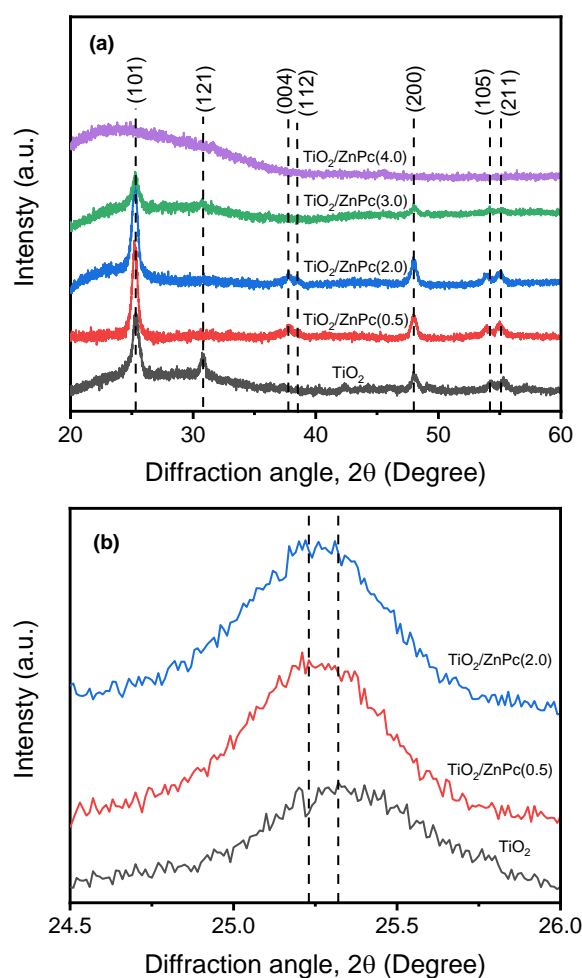 (a)
(101)
(121)
(004)
(112)
(200)
(105)
(211)
TiO2/ZnPc(4.0)
TiO2/ZnPc(3.0)
TiO2/ZnPc(2.0)
TiO2/ZnPc(0.5)
TiO2
Intensty (a.u.)
20 30 40 50 60
Diffraction angle, 2θ (Degree)
(b)
TiO2/ZnPc(2.0)
TiO2/ZnPc(0.5)
TiO2
Intensty (a.u.)
24.5 25.0 25.5 26.0
Diffraction angle, 2θ (Degree)